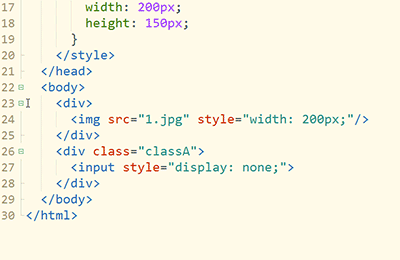 17 width: 200px;
18 height: 150px;
19 }
20 </style>
21 </head>
22 <body>
23 <div>
24 <img src="1.jpg" style="width: 200px;"/>
25 </div>
26 <div class="classA">
27 <input style="display: none;">
28 </div>
29 </body>
30 </html>